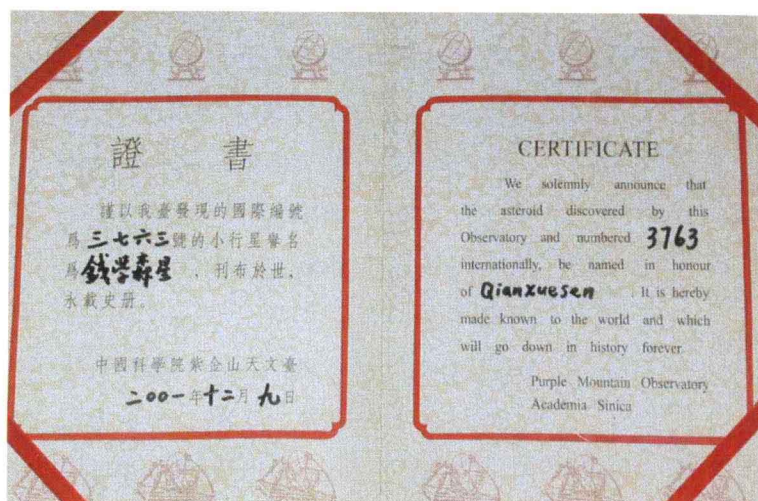 證 書
謹以我臺發現的國際編號
爲三七六三號的小行星譽名
爲錢学森星，刊布於世、
永載史册。
中國科學院紫金山天文臺
二〇〇一年十二月九日
CERTIFICATE
We solemnly announce that
the asteroid discovered by this
Observatory and numbered 3763
internationally, be named in honour
of Qianxuesen . It is hereby
made known to the world and which
will go down in history forever.
Purple Mountain Observatory
Academia Sinica